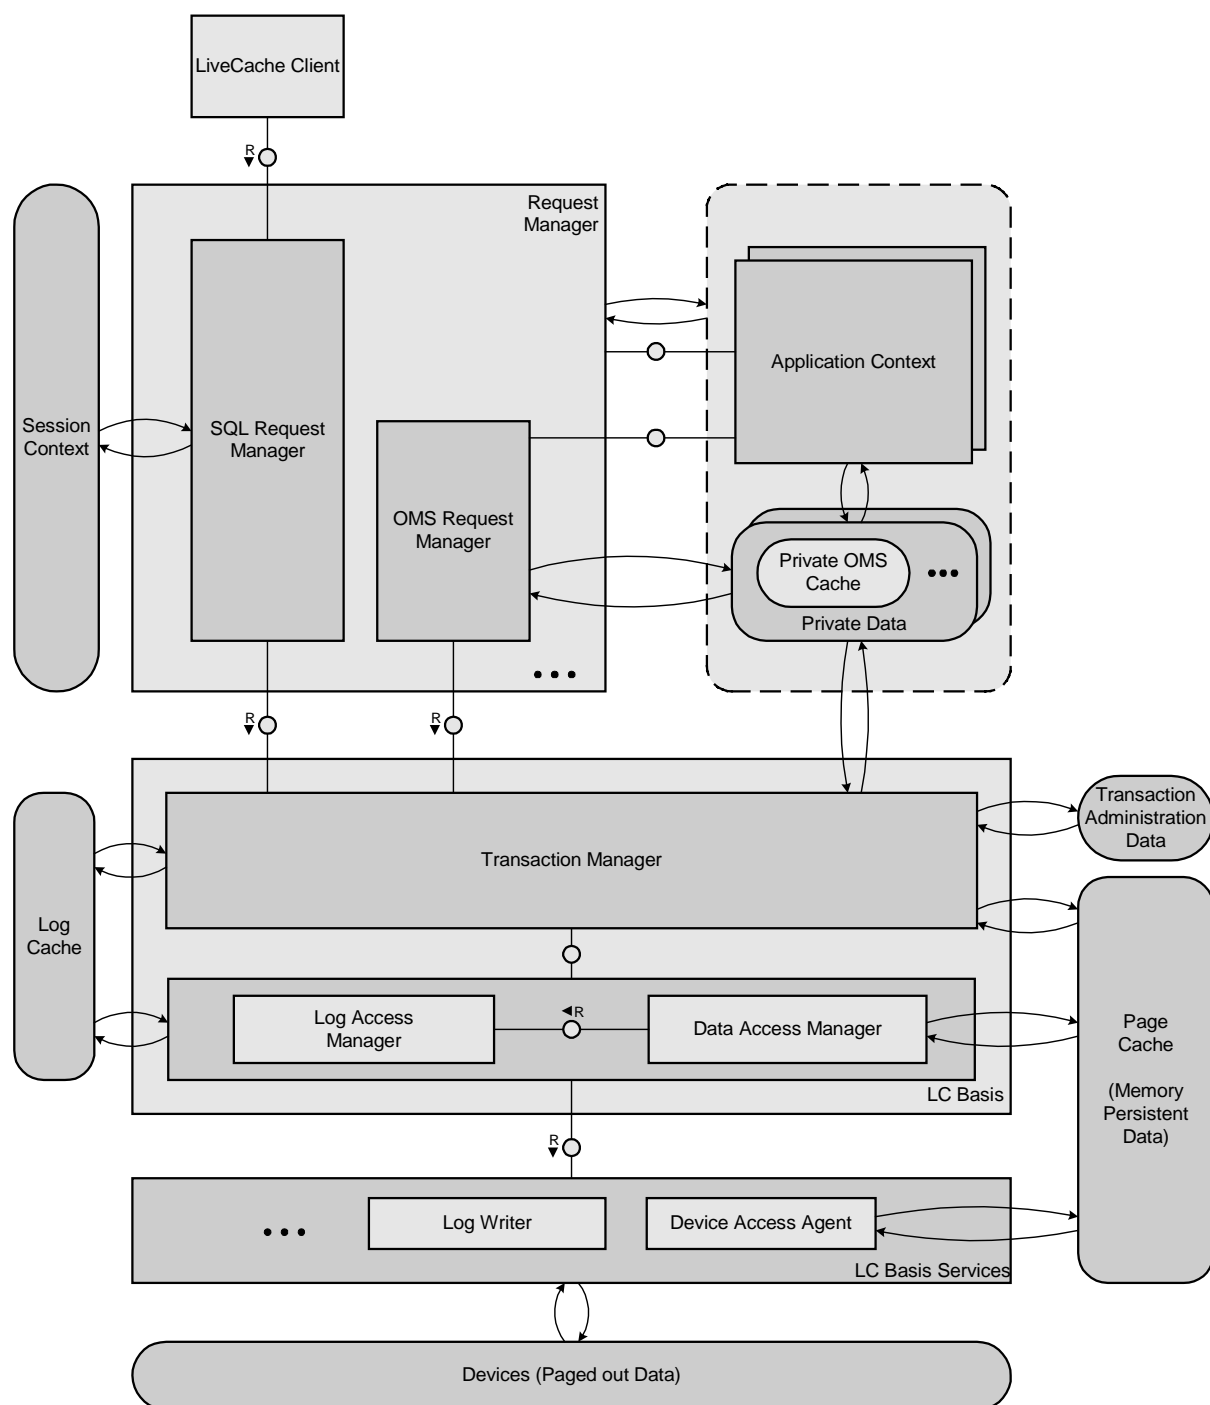 LiveCache Client
R
Request
Manager
Application Context
Session
Context
SQL Request
Manager
OMS Request
Manager
Private OMS
Cache
Private Data
R
R
Transaction
Administration
Data
Transaction Manager
Log
Cache
R
Log Access
Manager
Data Access Manager
Page
Cache
(Memory
Persistent
Data)
LC Basis
R
Log Writer
Device Access Agent
LC Basis Services
Devices (Paged out Data)